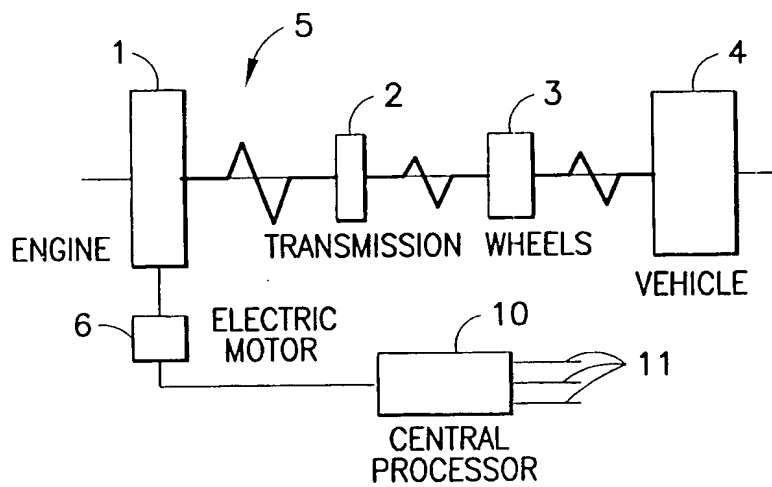 5
1
2
3
4
ENGINE
TRANSMISSION
WHEELS
VEHICLE
6
ELECTRIC
MOTOR
10
11
CENTRAL
PROCESSOR